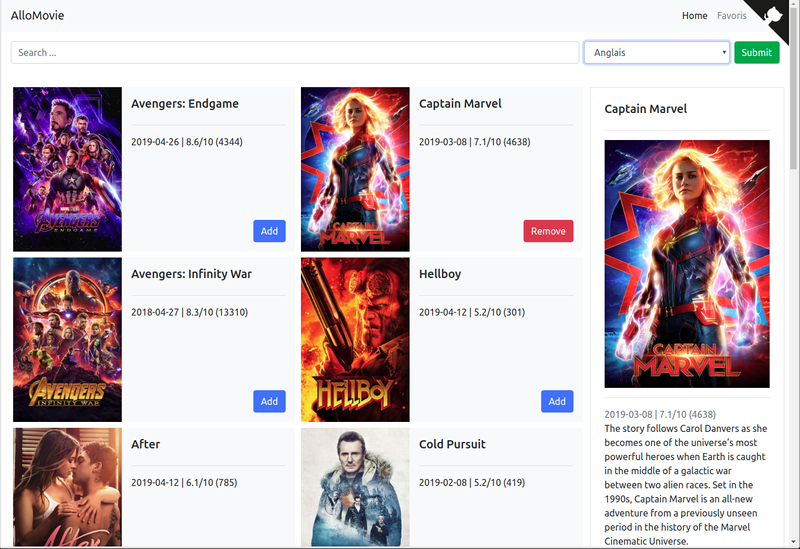 AlloMovie
Home Favoris
Search ...
Anglais
Submit
Avengers: Endgame
2019-04-26 | 8.6/10 (4344)
Add
AVENGERS
ENDGAME
Captain Marvel
2019-03-08 | 7.1/10 (4638)
Remove
CAPTAIN
MARVEL
Avengers: Infinity War
2018-04-27 | 8.3/10 (13310)
Add
AVENGERS
INFINITY WAR
Hellboy
2019-04-12 | 5.2/10 (301)
Add
HELLBOY
After
2019-04-12 | 6.1/10 (785)
After
Cold Pursuit
2019-02-08 | 5.2/10 (419)
Captain Marvel
CAPTAIN
MARVEL
2019-03-08 | 7.1/10 (4638)
The story follows Carol Danvers as she
becomes one of the universe's most
powerful heroes when Earth is caught
in the middle of a galactic war
between two alien races. Set in the
1990s, Captain Marvel is an all-new
adventure from a previously unseen
period in the history of the Marvel
Cinematic Universe.